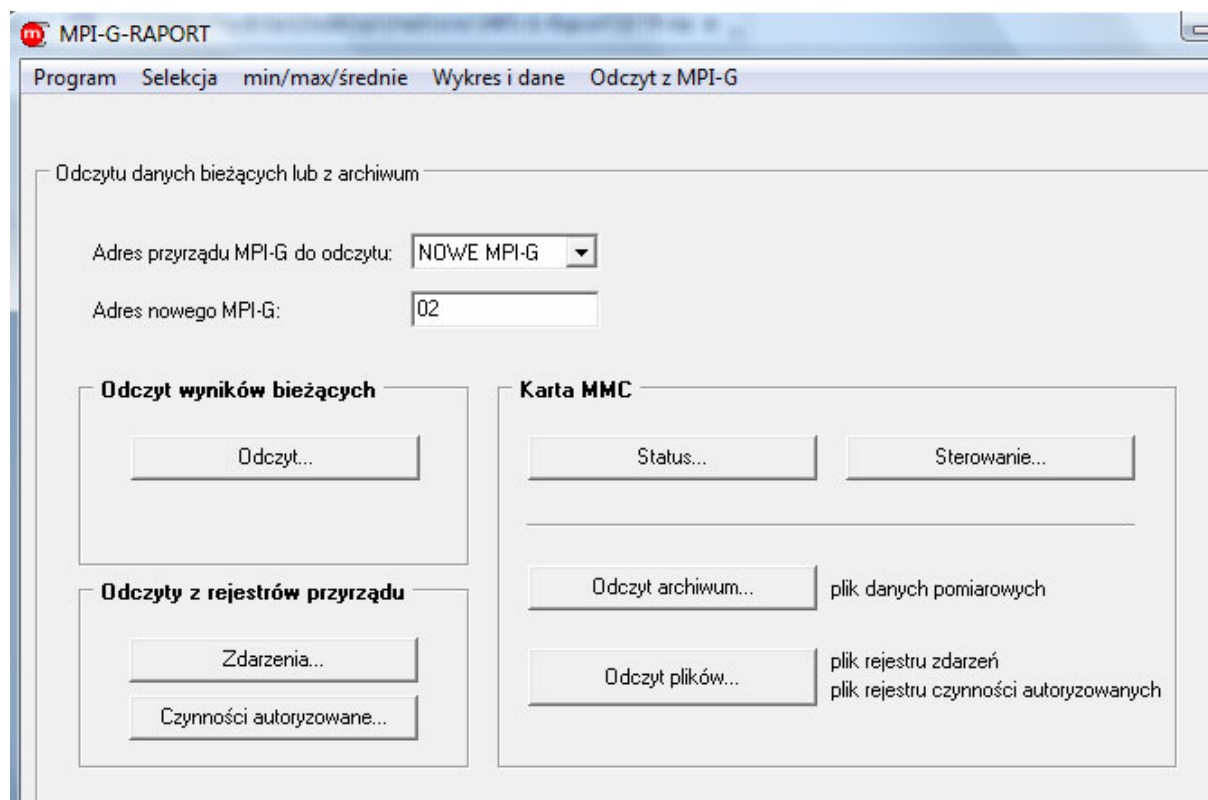 MPI-G-RAPORT
Program Selekcja min/max/średnie Wykres i dane Odczyt z MPI-G
Odczytu danych bieżących lub z archiwum
Adres przyrządu MPI-G do odczytu: NOWE MPI-G
Adres nowego MPI-G: 02
Odczyt wyników bieżących
Odczyt...
Odczyty z rejestrów przyrządu
Zdarzenia...
Czynności autoryzowane...
Karta MMC
Status... Sterowanie...
Odczyt archiwum... plik danych pomiarowych
Odczyt plików... plik rejestru zdarzeń
plik rejestru czynności autoryzowanych